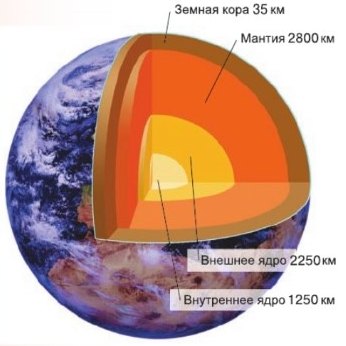 Земная кора 35 км
Мантия 2800 км
Внешнее ядро 2250 км
Внутреннее ядро 1250 км